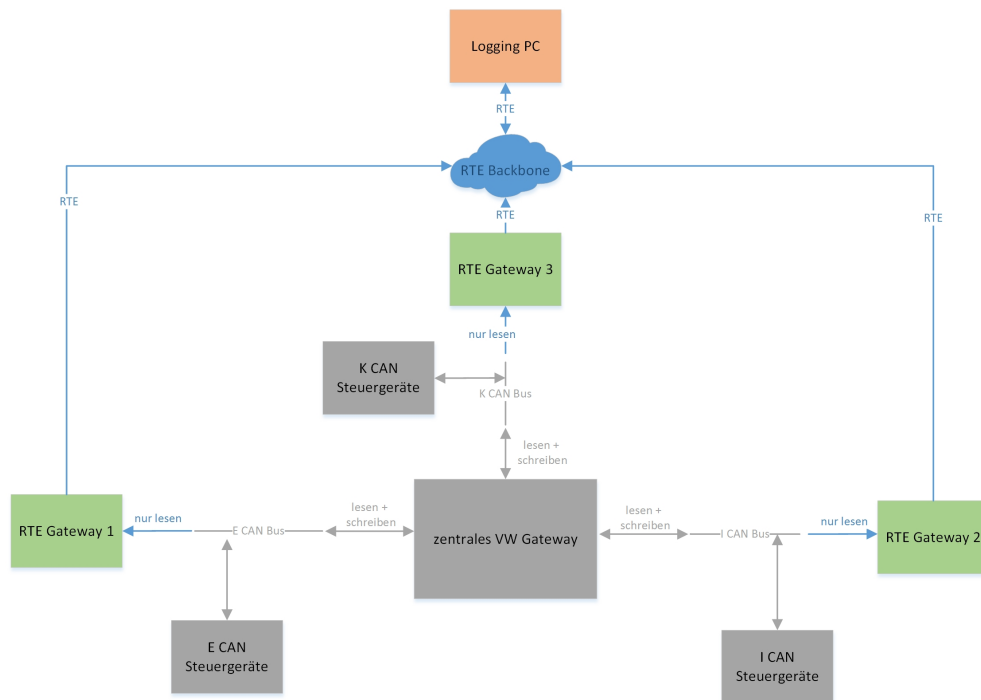 Logging PC
RTE
RTE Backbone
RTE
RTE
RTE
RTE Gateway 3
nur lesen
K CAN
Steuergeräte
K CAN Bus
lesen +
schreiben
RTE Gateway 1
nur lesen
E CAN Bus
lesen +
schreiben
zentrales VW Gateway
lesen +
schreiben
I CAN Bus
nur lesen
RTE Gateway 2
E CAN
Steuergeräte
I CAN
Steuergeräte